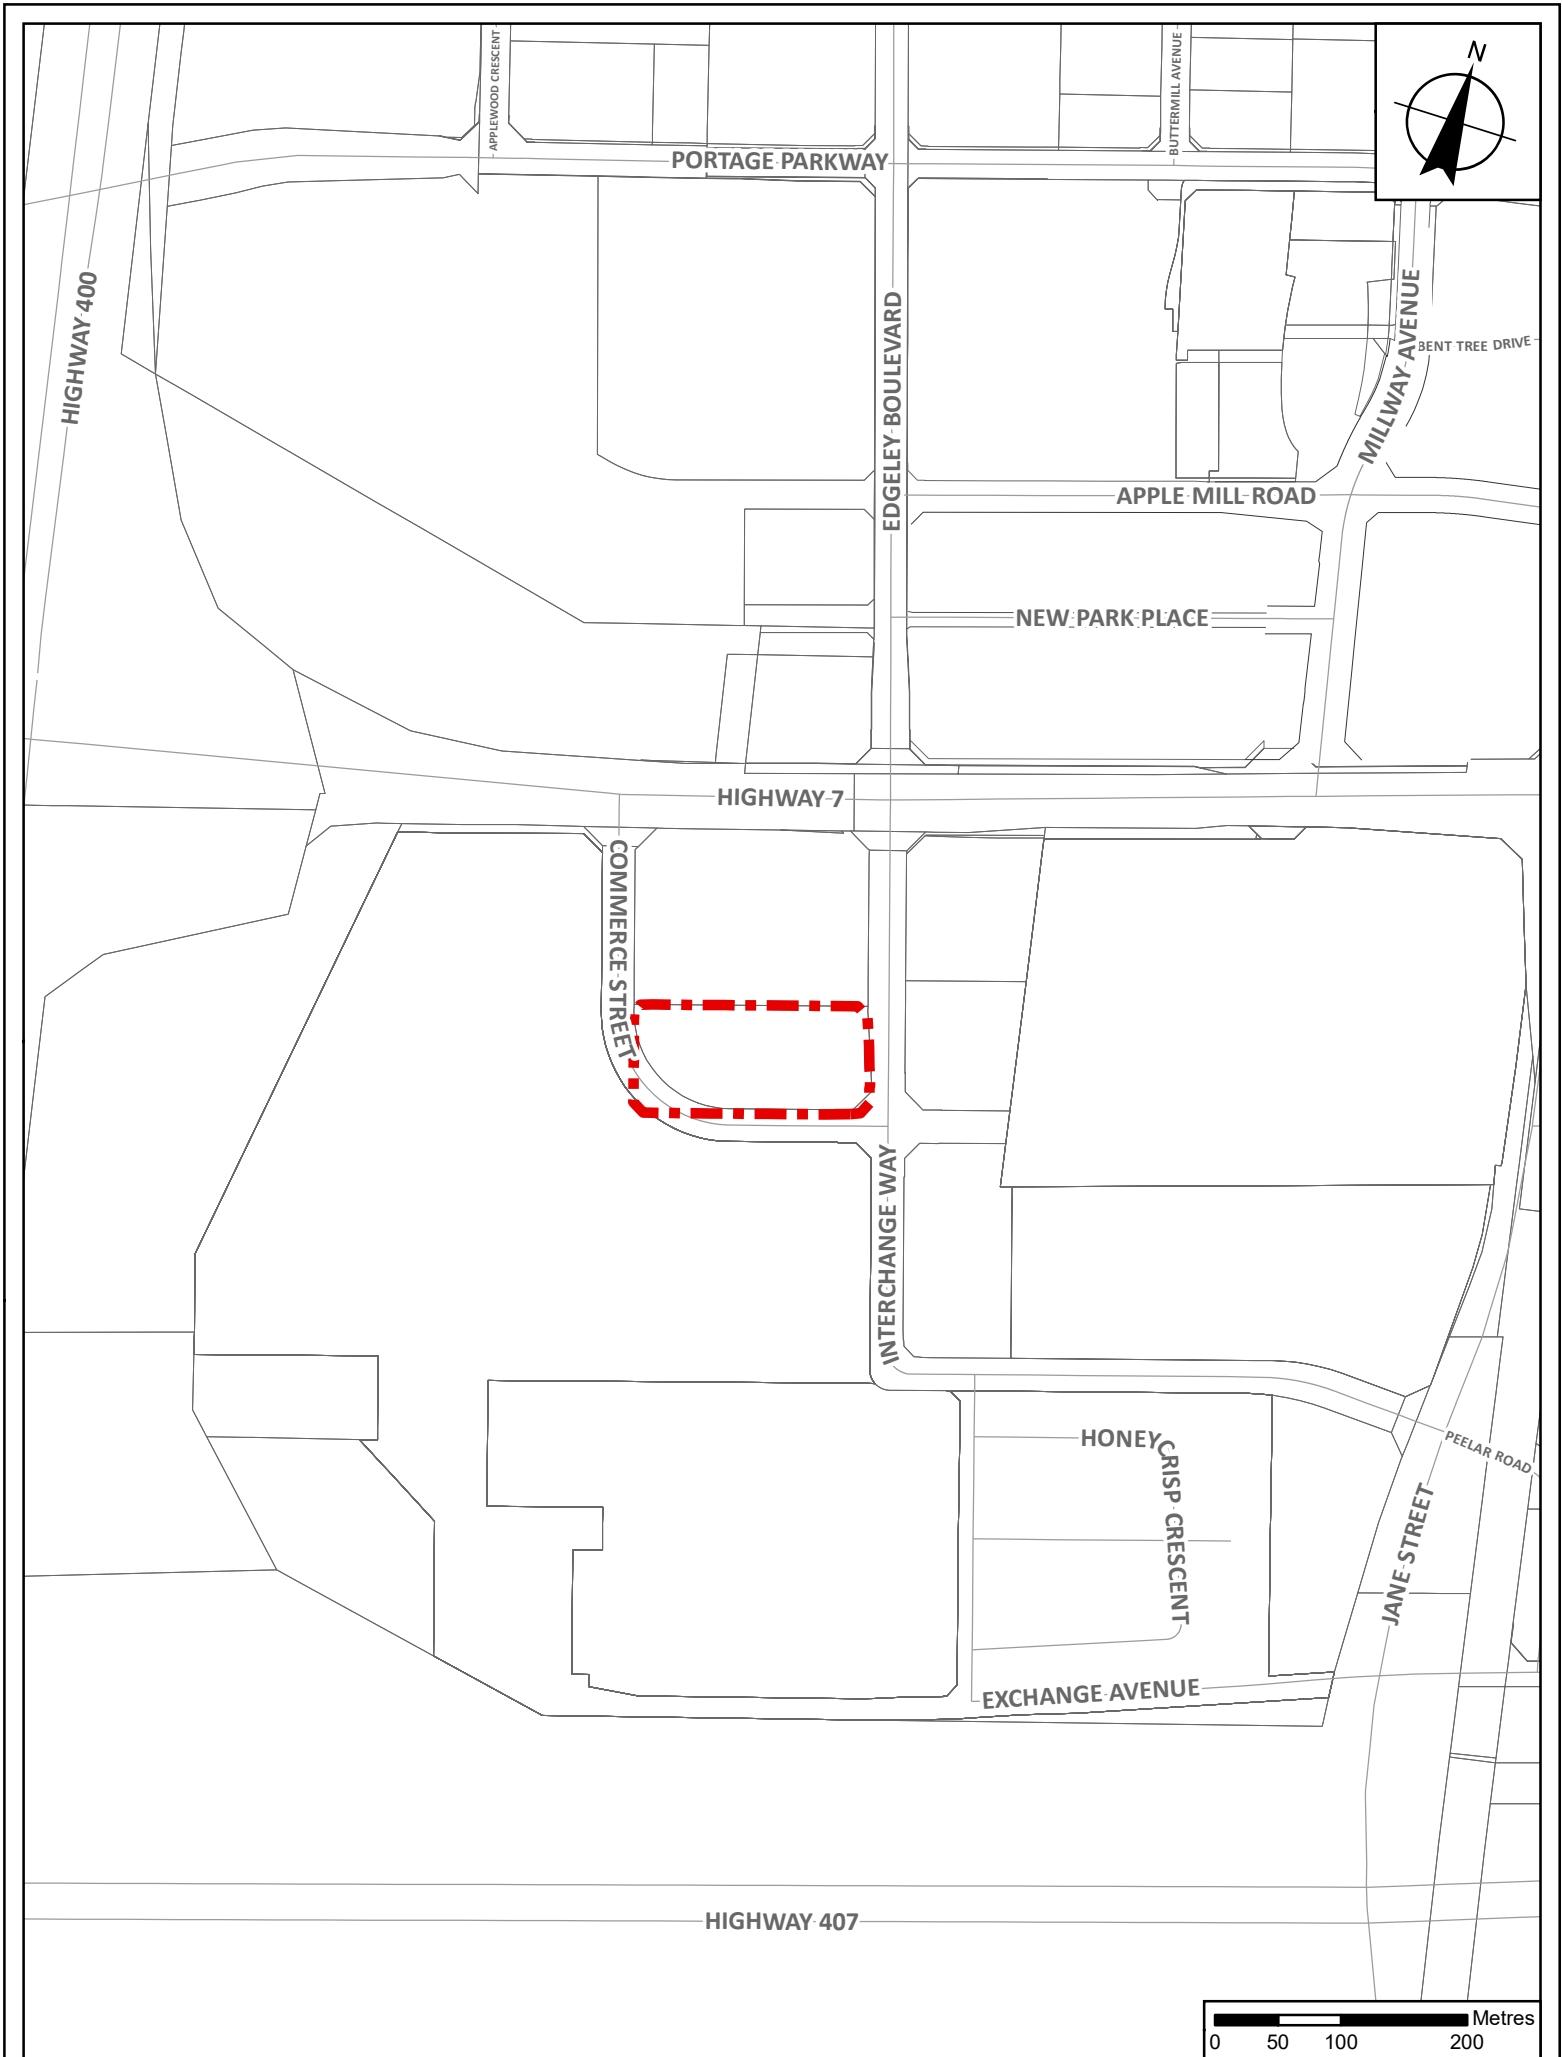 N
APPLEWOOD CRESCENT
BUTTERMILL AVENUE
PORTAGE PARKWAY
HIGHWAY 400
EDGELEY BOULEVARD
MILLWAY AVENUE
BENT TREE DRIVE
APPLE MILL ROAD
NEW PARK PLACE
HIGHWAY 7
COMMERCE STREET
INTERCHANGE WAY
HONEYCRISP CRESCENT
PEELAR ROAD
JANE STREET
EXCHANGE AVENUE
HIGHWAY 407
Metres
0 50 100 200